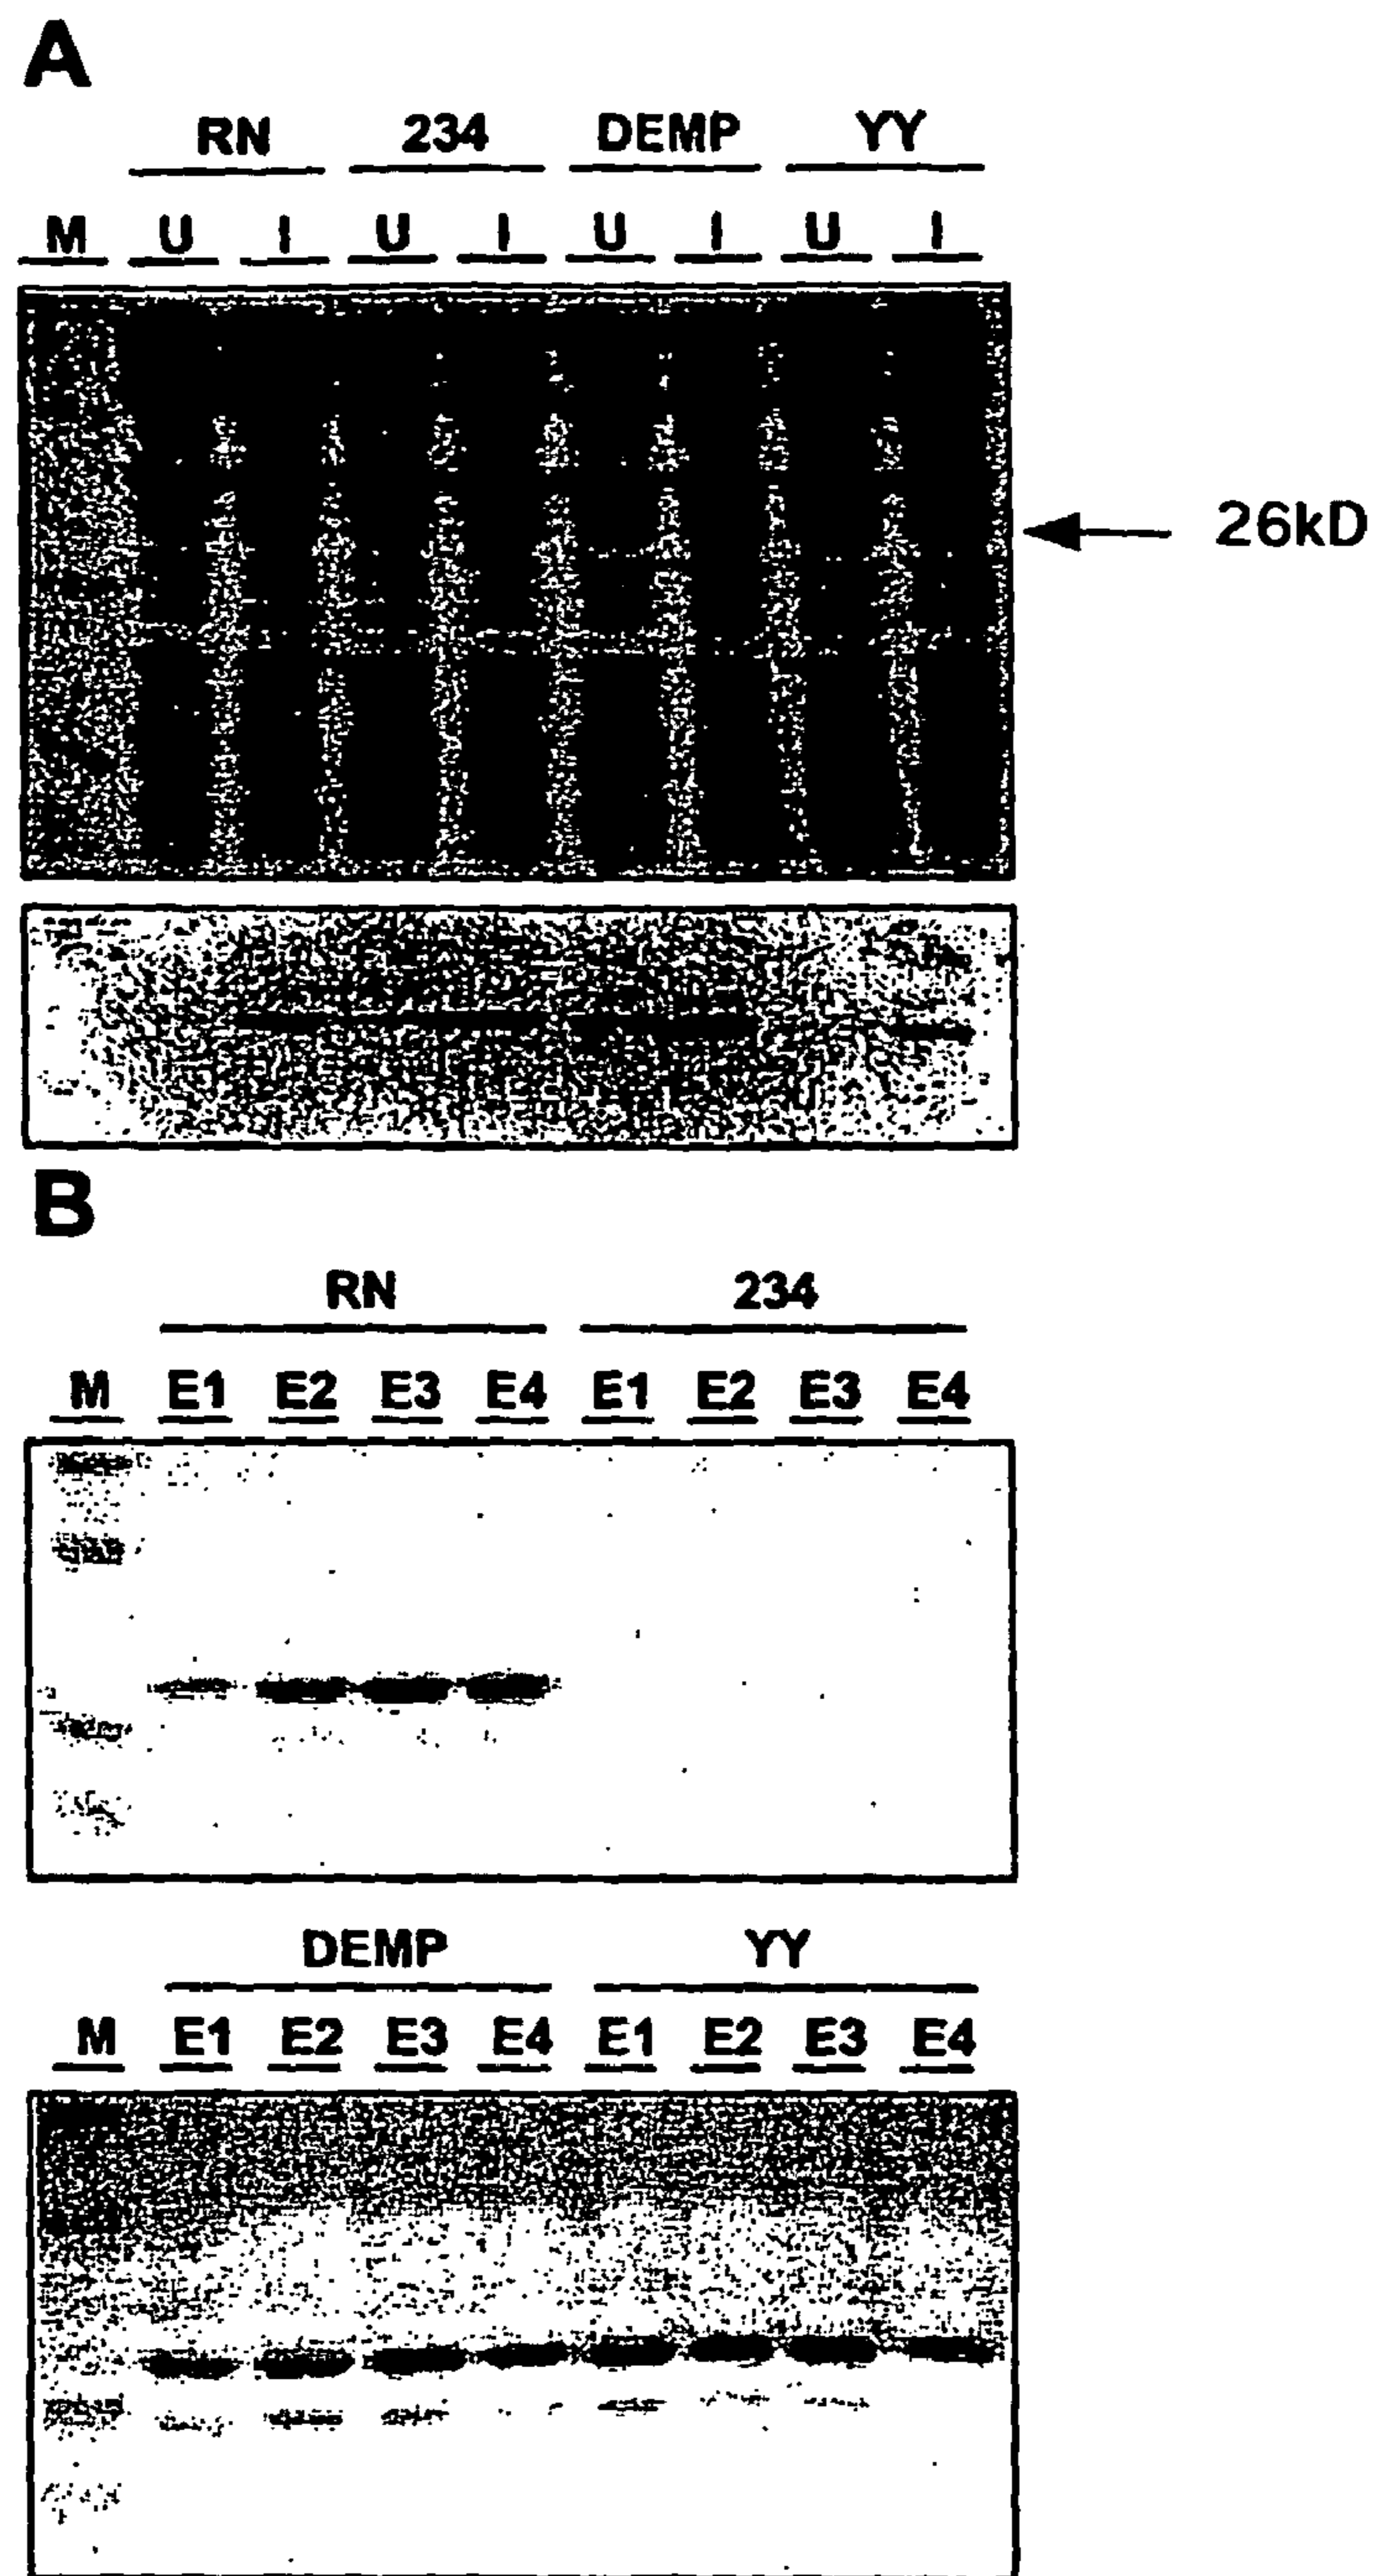 A
RN 234 DEMP YY
M U I U I U I U I
26kD
B
RN 234
M E1 E2 E3 E4 E1 E2 E3 E4
DEMP YY
M E1 E2 E3 E4 E1 E2 E3 E4